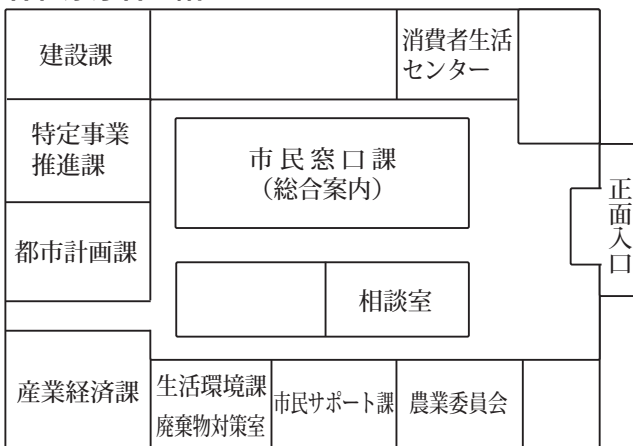 建設課
消費者生活
センター
特定事業
推進課
市民窓口課
（総合案内）
正面入口
都市計画課
相談室
産業経済課
生活環境課
廃棄物対策室
市民サポート課
農業委員会